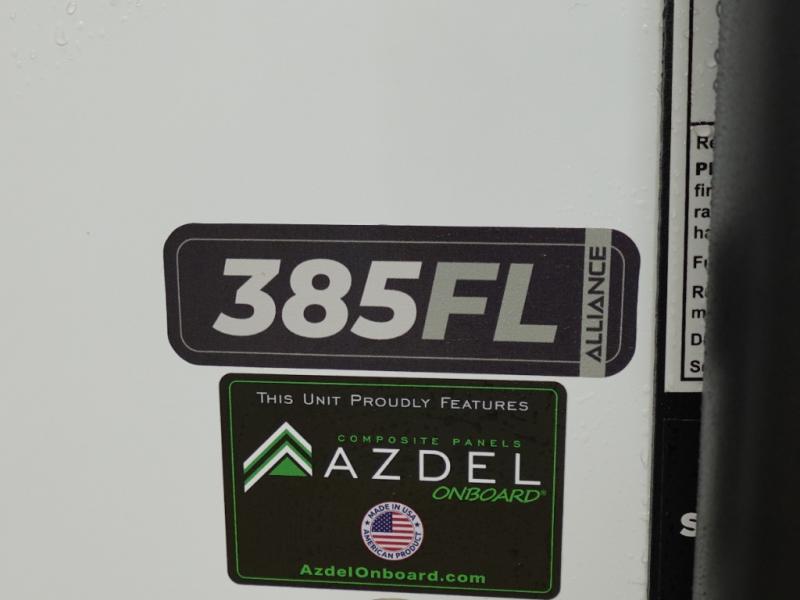 385FL
ALLIANCE
THIS UNIT PROUDLY FEATURES
COMPOSITE PANELS
AZDEL
ONBOARD®
MADE IN USA
AMERICAN PRODUCT
AzdelOnboard.com